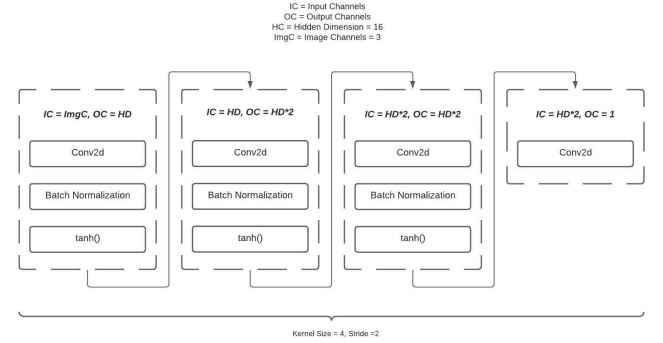 IC = Input Channels
OC = Output Channels
HC = Hidden Dimension = 16
ImgC = Image Channels = 3
IC = ImgC, OC = HD
Conv2d
Batch Normalization
tanh()
IC = HD, OC = HD*2
Conv2d
Batch Normalization
tanh()
IC = HD*2, OC = HD*2
Conv2d
Batch Normalization
tanh()
IC = HD*2, OC = 1
Conv2d
Kernel Size = 4, Stride =2